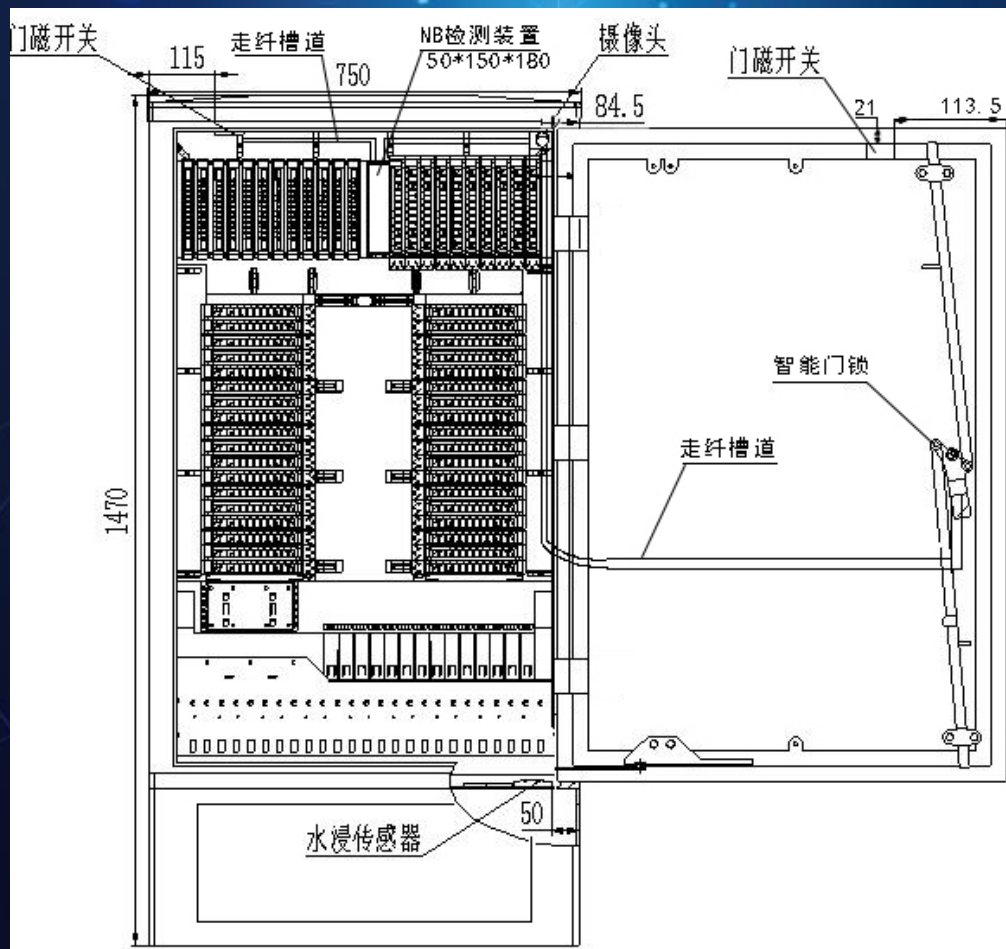 门磁开关
走纤槽道
NB检测装置
50*150*180
摄像头
门磁开关
115
750
84.5
21
113.5
智能门锁
走纤槽道
1470
50
水浸传感器